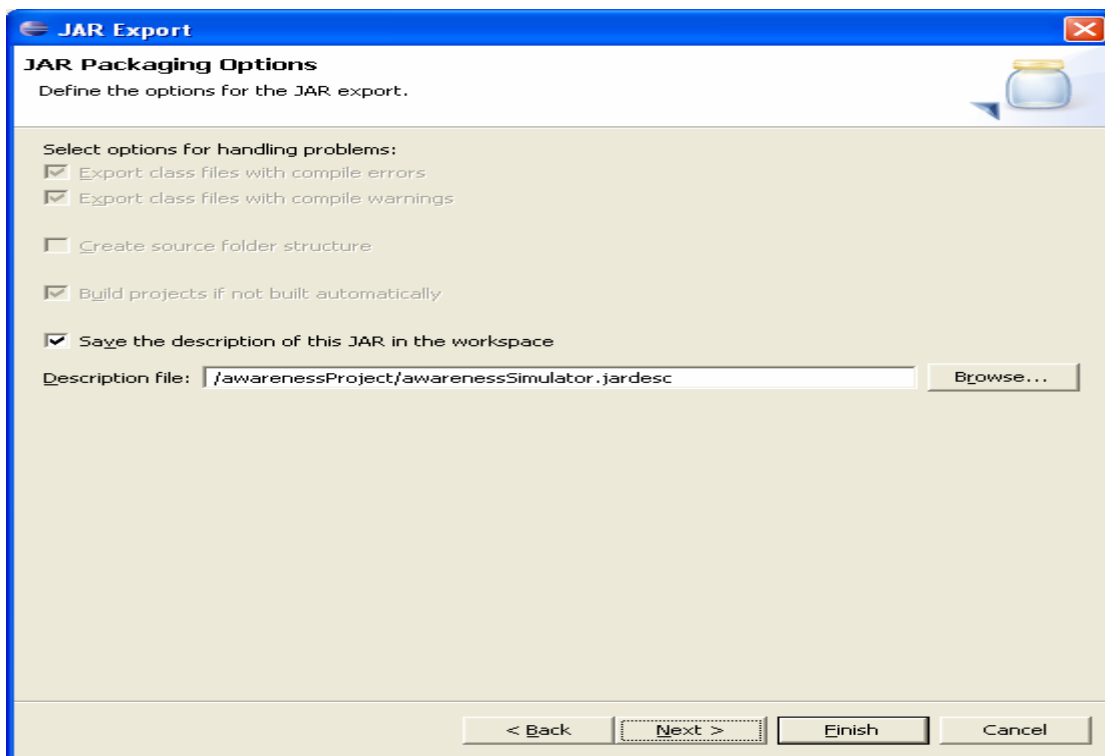 JAR Export
JAR Packaging Options
Define the options for the JAR export.
Select options for handling problems:
Export class files with compile errors
Export class files with compile warnings
Create source folder structure
Build projects if not built automatically
Save the description of this JAR in the workspace
Description file: /awarenessProject/awarenessSimulator.jardesc Browse...
< Back Next > Finish Cancel